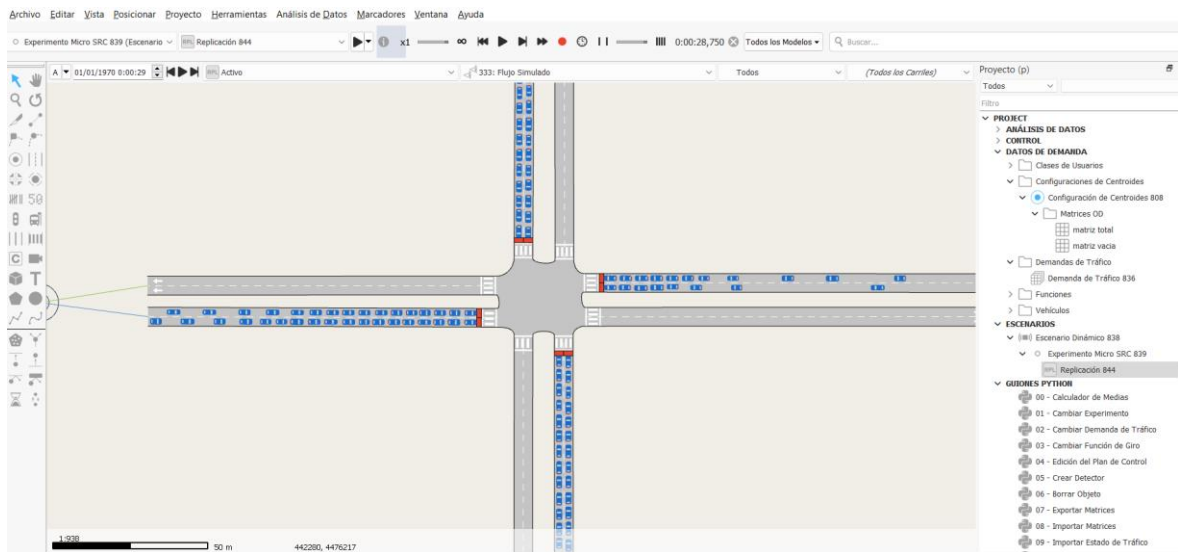 Archivo Editar Vista Posicionar Proyecto Herramientas Análisis de Datos Marcadores Ventana Ayuda
Experimento Micro SRC 839 (Escenario Replicación 844 x1 0:00:28,750 Todos los Modelos Buscar...
A 01/01/1970 0:00:29 RPL Activo 333: Flujo Simulado Todos (Todos los Carriles)
Proyecto (p)
Todos
Filtro
PROJECT
ANÁLISIS DE DATOS
CONTROL
DATOS DE DEMANDA
Clases de Usuarios
Configuraciones de Centroides
Configuración de Centroides 808
Matrices OD
matriz total
matriz vacia
Demandas de Tráfico
Demanda de Tráfico 836
Funciones
Vehículos
ESCENARIOS
Escenario Dinámico 838
Experimento Micro SRC 839
RPL Replicación 844
GUIONES PYTHON
00 - Calculador de Medias
01 - Cambiar Experimento
02 - Cambiar Demanda de Tráfico
03 - Cambiar Función de Giro
04 - Edición del Plan de Control
05 - Crear Detector
06 - Borrar Objeto
07 - Exportar Matrices
08 - Importar Matrices
09 - Importar Estado de Tráfico
50
C
T
1:938
50 m 442280, 4476217